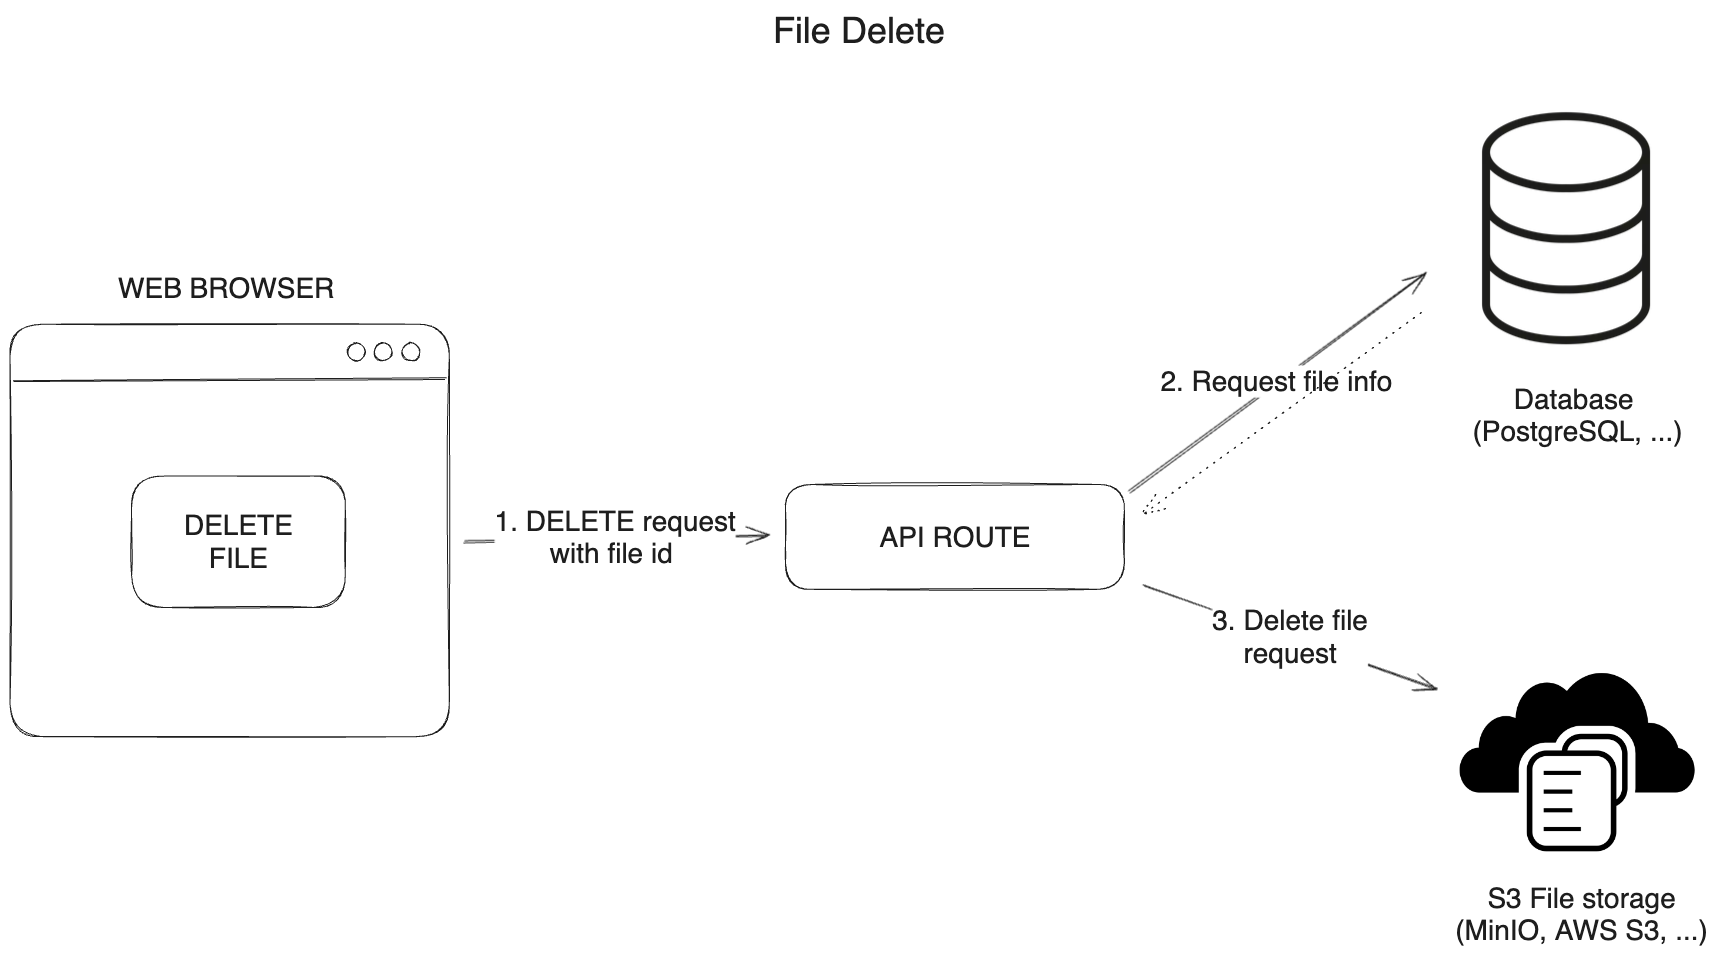 File Delete
WEB BROWSER
DELETE
FILE
1. DELETE request
with file id
API ROUTE
2. Request file info
Database
(PostgreSQL, ...)
3. Delete file
request
S3 File storage
(MinIO, AWS S3, ...)